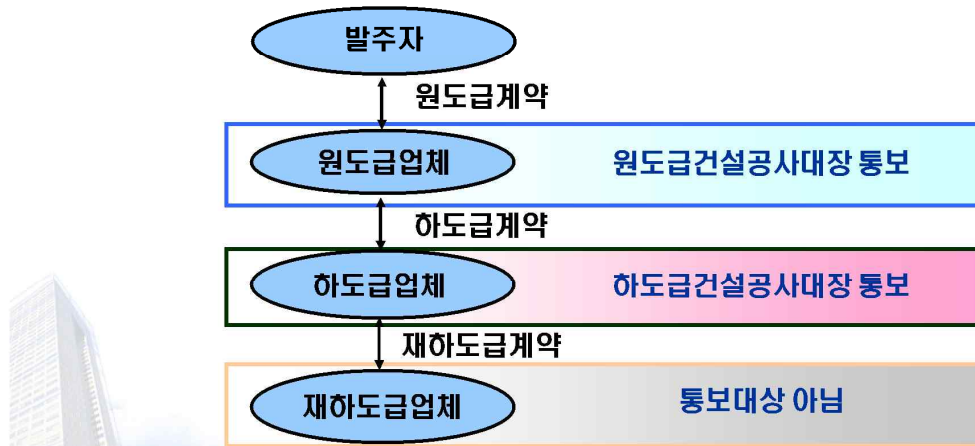 발주자
원도급계약
원도급업체 원도급건설공사대장 통보
하도급계약
하도급업체 하도급건설공사대장 통보
재하도급계약
재하도급업체 통보대상 아님